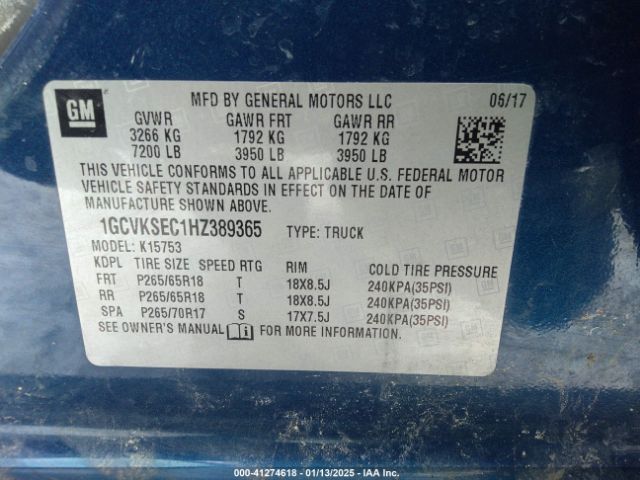 GM
MFD BY GENERAL MOTORS LLC 06/17
GVWR GAWR FRT GAWR RR
3266 KG 1792 KG 1792 KG
7200 LB 3950 LB 3950 LB
THIS VEHICLE CONFORMS TO ALL APPLICABLE U.S. FEDERAL MOTOR
VEHICLE SAFETY STANDARDS IN EFFECT ON THE DATE OF
MANUFACTURE SHOWN ABOVE.
1GCVKSEC1HZ389365 TYPE: TRUCK
MODEL: K15753
KDPL TIRE SIZE SPEED RTG RIM COLD TIRE PRESSURE
FRT P265/65R18 T 18X8.5J 240KPA(35PSI)
RR P265/65R18 T 18X8.5J 240KPA(35PSI)
SPA P265/70R17 S 17X7.5J 240KPA(35PSI)
SEE OWNER'S MANUAL FOR MORE INFORMATION.
000-41274618 - 01/13/2025 - IAA Inc.